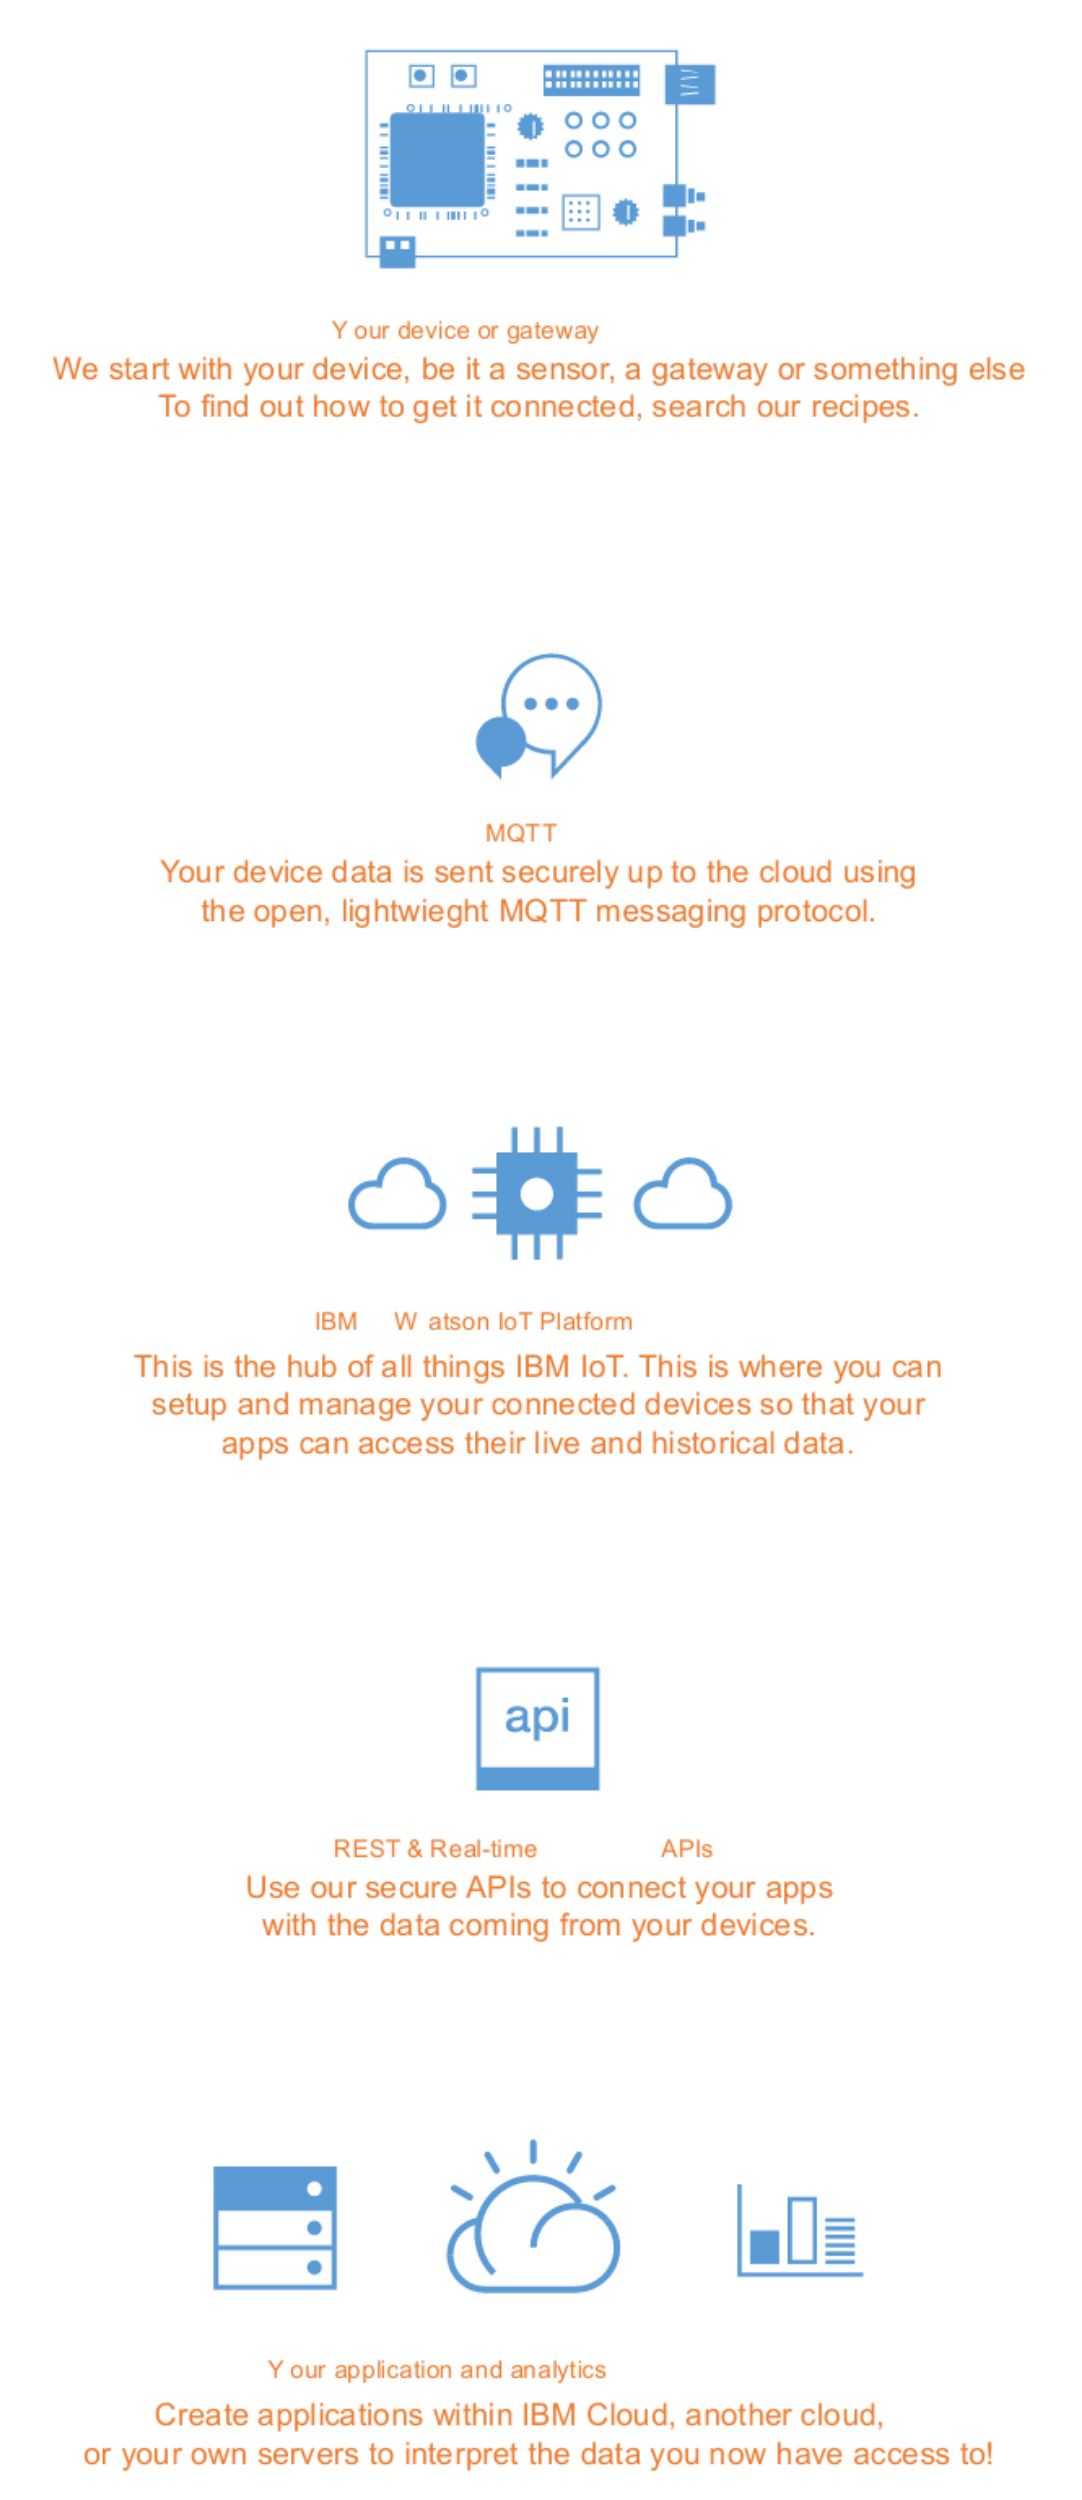 Y our device or gateway
We start with your device, be it a sensor, a gateway or something else
To find out how to get it connected, search our recipes.
MQTT
Your device data is sent securely up to the cloud using
the open, lightwieght MQTT messaging protocol.
IBM W atson IoT Platform
This is the hub of all things IBM IoT. This is where you can
setup and manage your connected devices so that your
apps can access their live and historical data.
api
REST & Real-time APIs
Use our secure APIs to connect your apps
with the data coming from your devices.
Y our application and analytics
Create applications within IBM Cloud, another cloud,
or your own servers to interpret the data you now have access to!